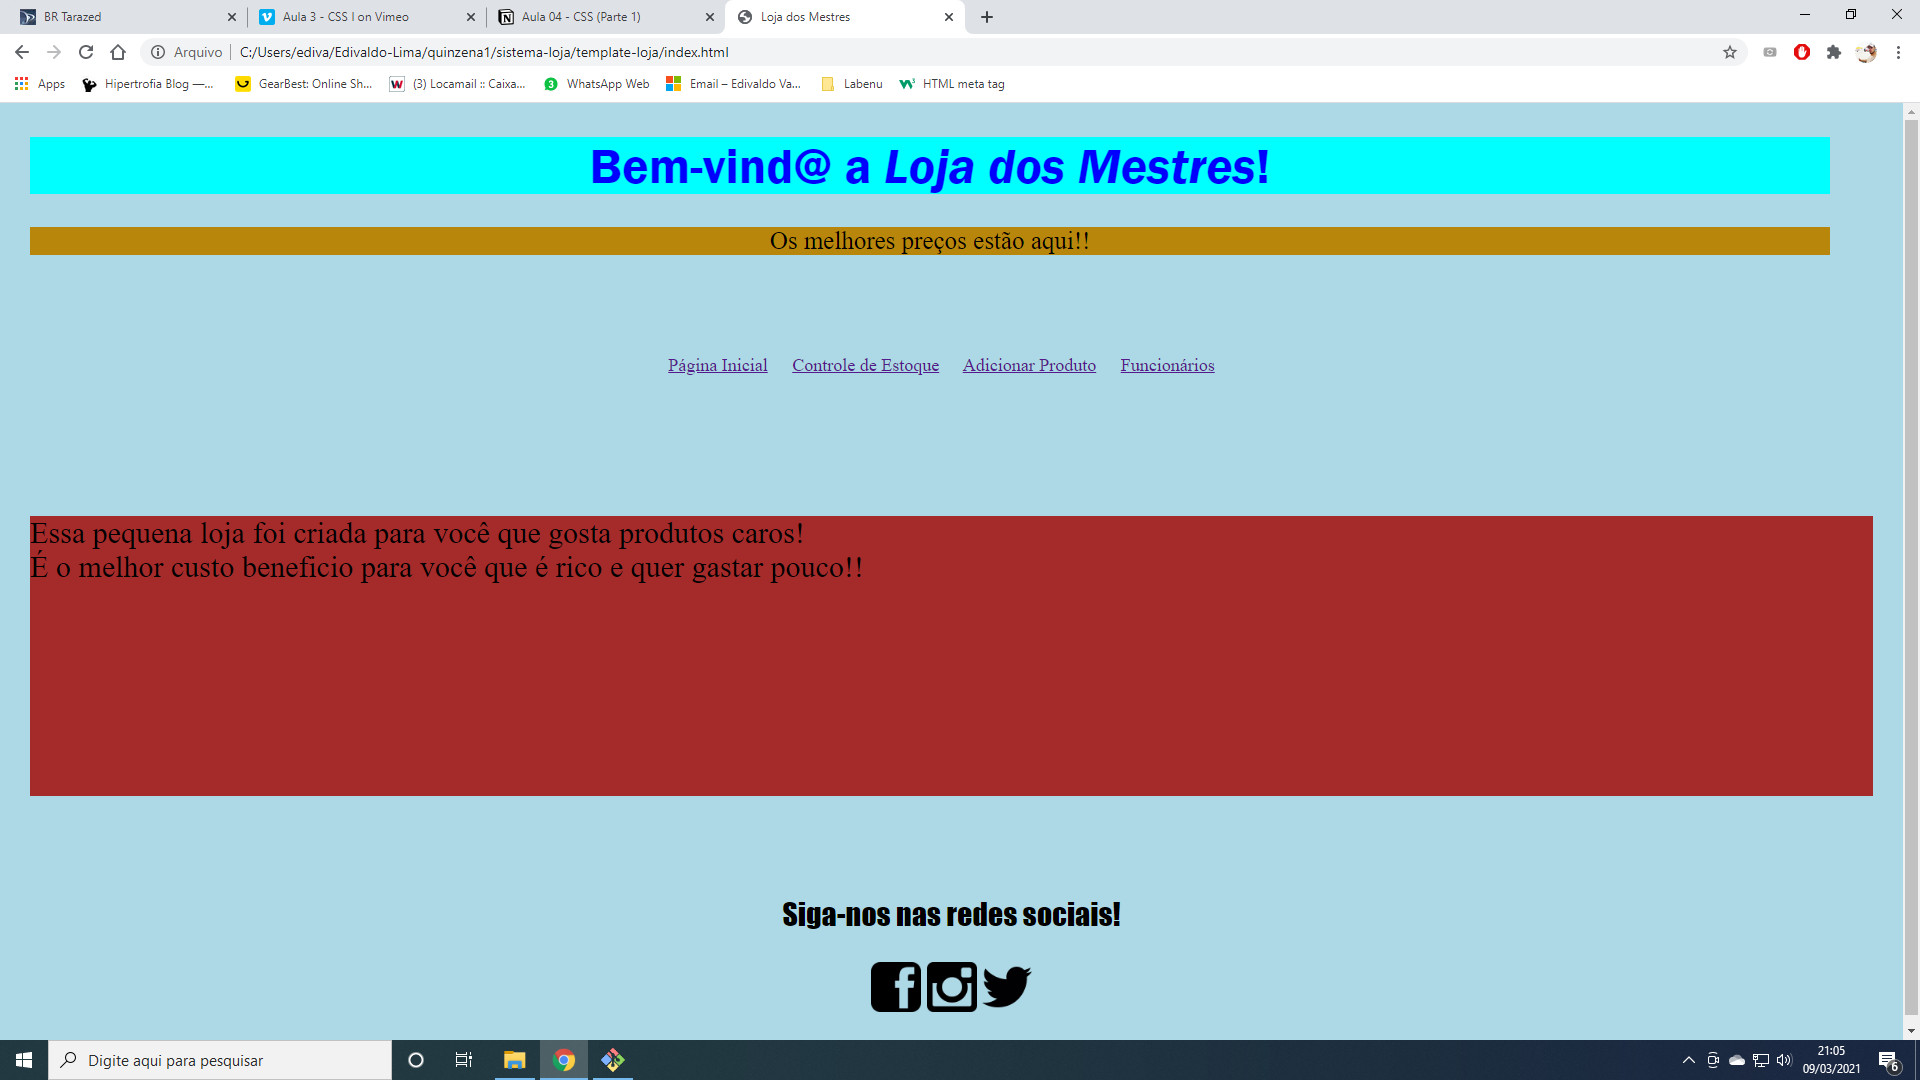 BR Tarazed
Aula 3 - CSS I on Vimeo
Aula 04 - CSS (Parte 1)
Loja dos Mestres
Arquivo
C:/Users/ediva/Edivaldo-Lima/quinzena1/sistema-loja/template-loja/index.html
Apps
Hipertrofia Blog —...
GearBest: Online Sh...
(3) Locamail :: Caixa...
3
WhatsApp Web
Email – Edivaldo Va...
Labenu
HTML meta tag
Bem-vind@ a Loja dos Mestres!
Os melhores preços estão aqui!!
Página Inicial
Controle de Estoque
Adicionar Produto
Funcionários
Essa pequena loja foi criada para você que gosta produtos caros!
É o melhor custo beneficio para você que é rico e quer gastar pouco!!
Siga-nos nas redes sociais!
Digite aqui para pesquisar
21:05
09/03/2021
6